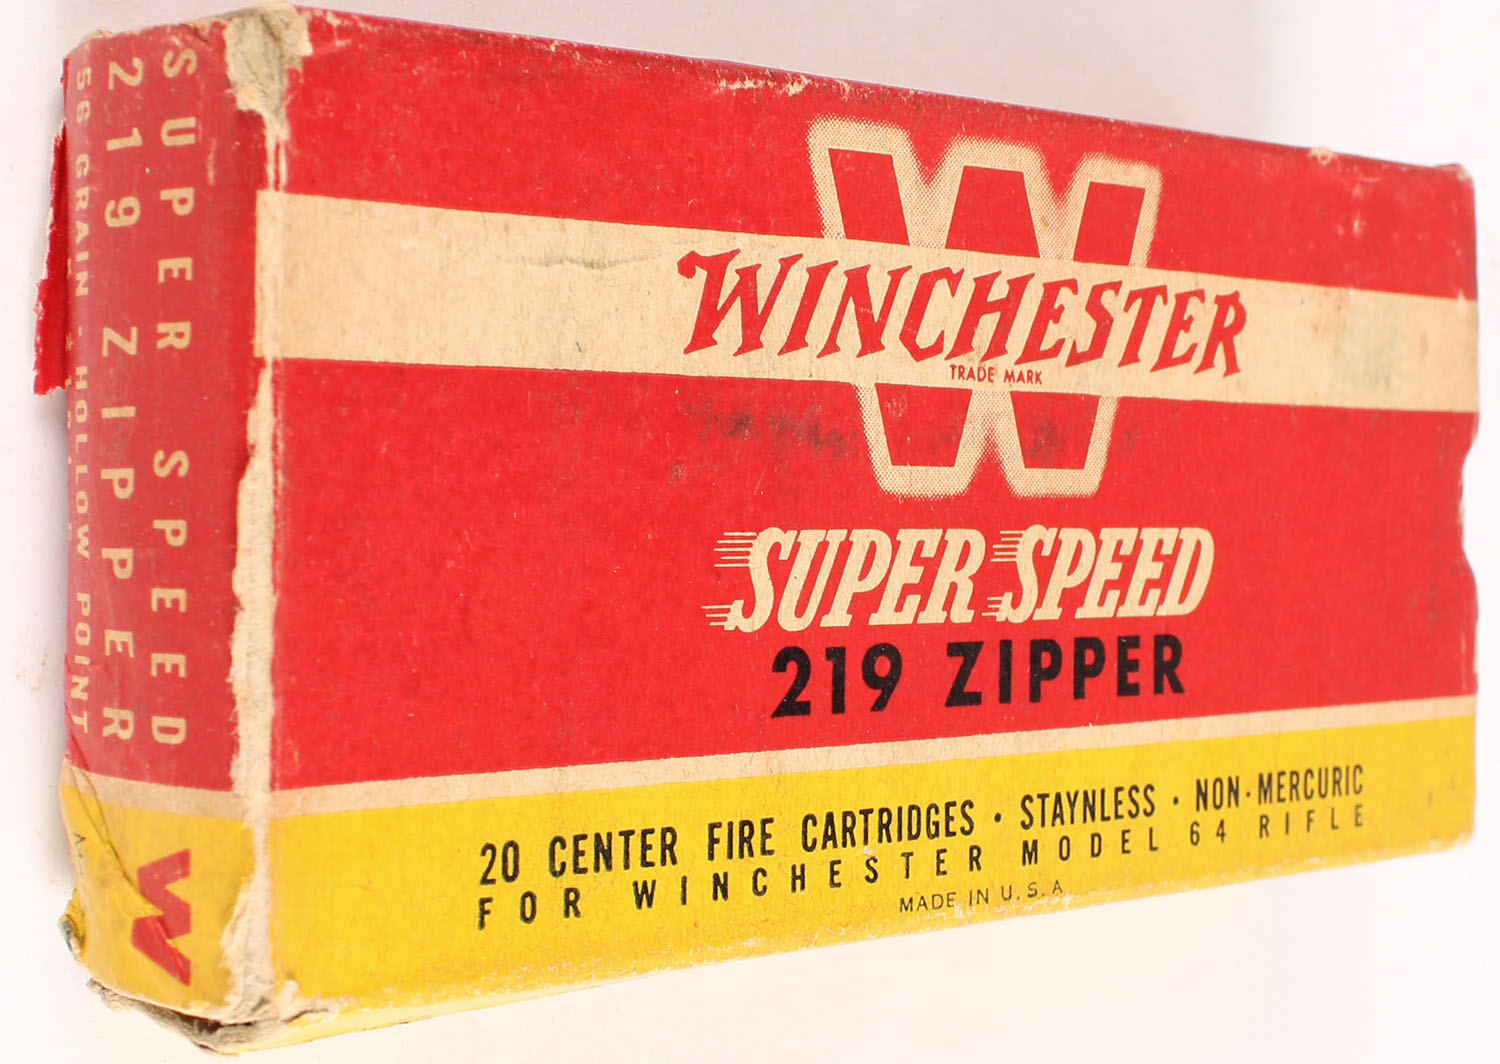 SUPER SPEED
219 ZIPPER
56 GRAIN · HOLLOW POINT
W
W
WINCHESTER
TRADE MARK
SUPER SPEED
219 ZIPPER
20 CENTER FIRE CARTRIDGES · STAYNLESS · NON-MERCURIC
FOR WINCHESTER MODEL 64 RIFLE
MADE IN U.S.A.